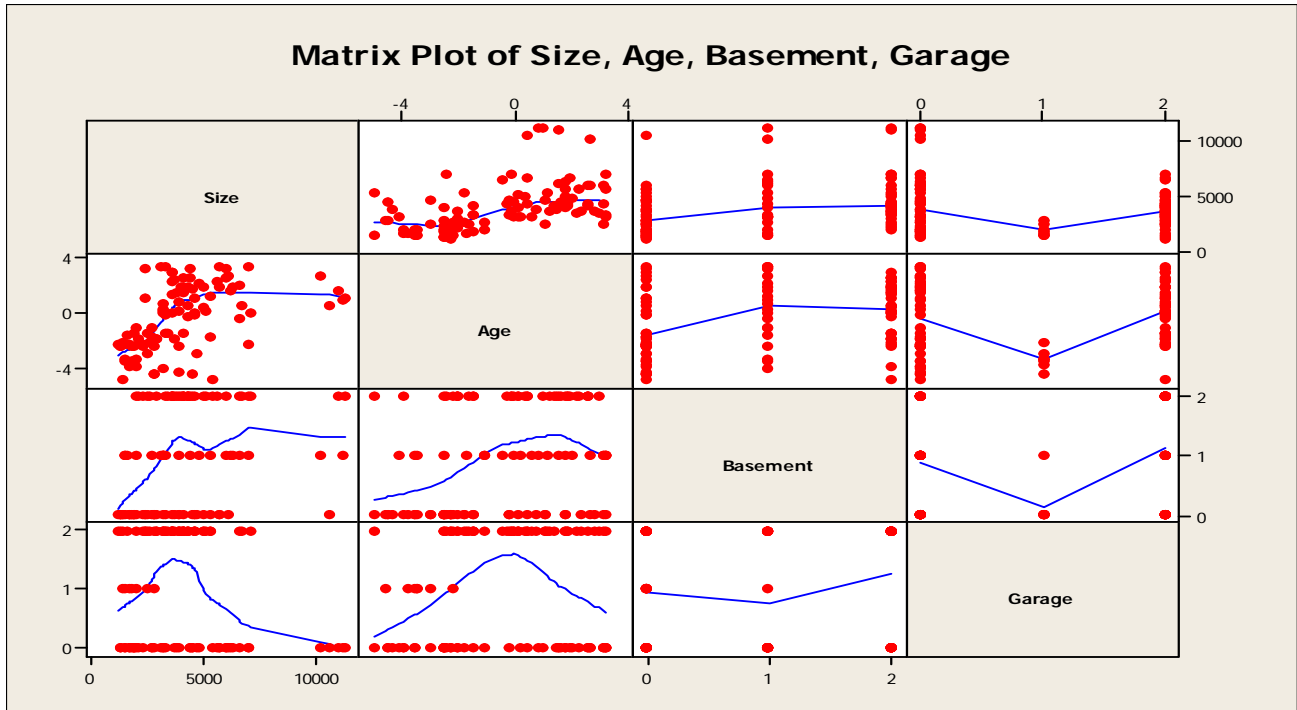 Matrix Plot of Size, Age, Basement, Garage
-4 0 4 0 1 2
Size
10000
5000
0
4
0
-4
Age
Basement
2
1
0
2
1
0
Garage
0 5000 10000 0 1 2